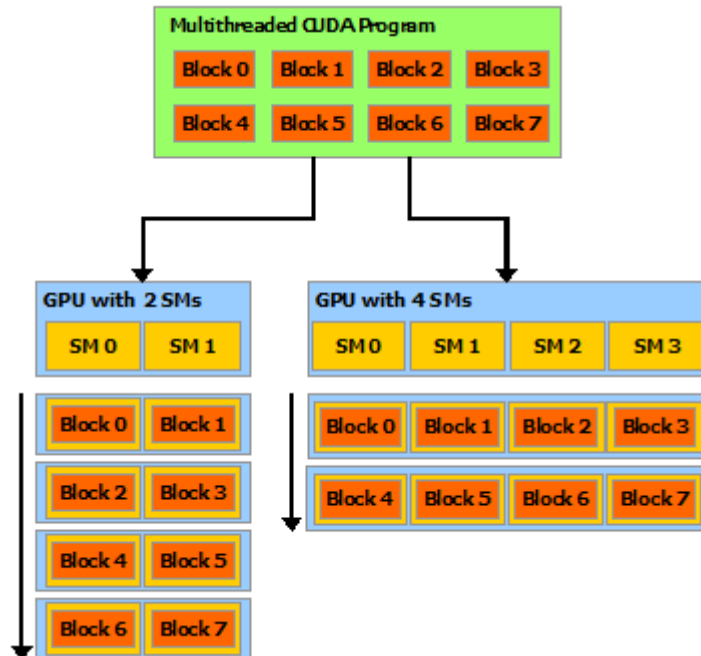 Multithreaded CUDA Program
Block 0 Block 1 Block 2 Block 3
Block 4 Block 5 Block 6 Block 7
GPU with 2 SMs
SM 0 SM 1
Block 0 Block 1
Block 2 Block 3
Block 4 Block 5
Block 6 Block 7
GPU with 4 SMs
SM 0 SM 1 SM 2 SM 3
Block 0 Block 1 Block 2 Block 3
Block 4 Block 5 Block 6 Block 7